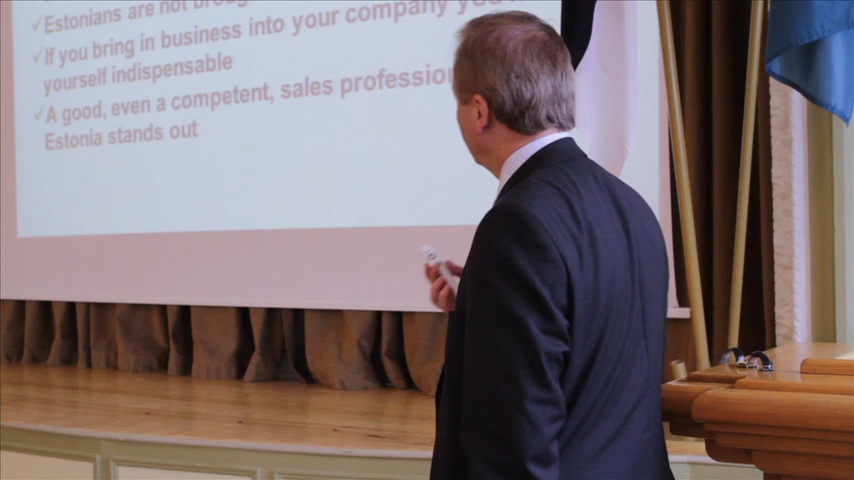 ✓Estonians are not
✓If you bring in business into your company you
yourself indispensable
✓A good, even a competent, sales
Estonia stands out